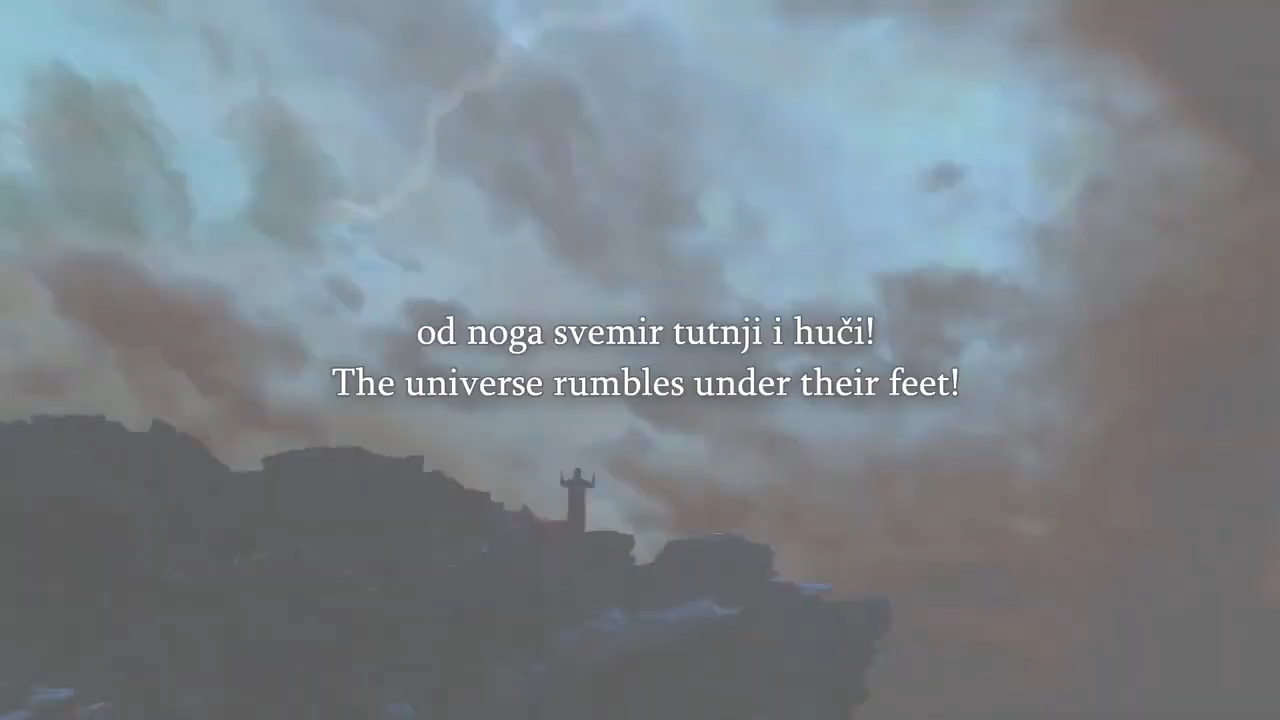 od noga svemir tutnji i huči!
The universe rumbles under their feet!